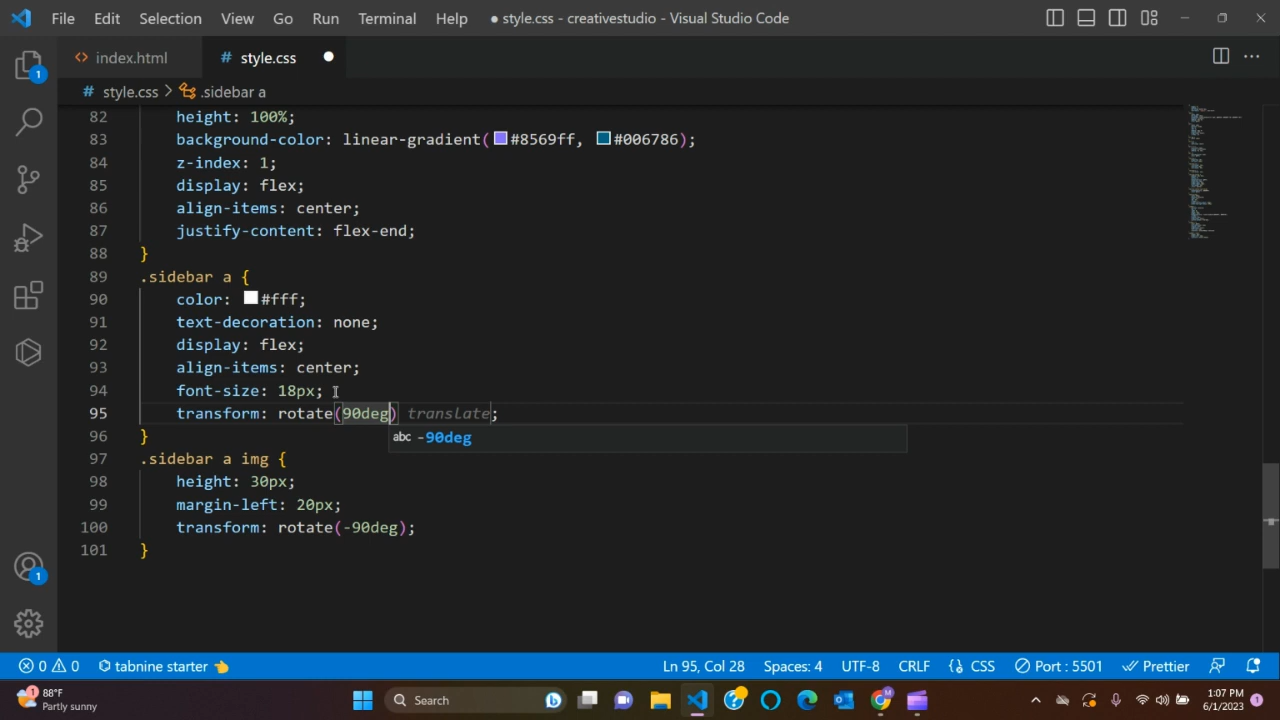 File Edit Selection View Go Run Terminal Help ● style.css - creativestudio - Visual Studio Code
<> index.html # style.css
# style.css > .sidebar a
82 height: 100%;
83 background-color: linear-gradient(#8569ff, #006786);
84 z-index: 1;
85 display: flex;
86 align-items: center;
87 justify-content: flex-end;
88 }
89 .sidebar a {
90 color: #fff;
91 text-decoration: none;
92 display: flex;
93 align-items: center;
94 font-size: 18px;
95 transform: rotate(90deg) translate;
abc -90deg
96 }
97 .sidebar a img {
98 height: 30px;
99 margin-left: 20px;
100 transform: rotate(-90deg);
101 }
1
1
0 0 tabnine starter Ln 95, Col 28 Spaces: 4 UTF-8 CRLF {} CSS Port : 5501 Prettier
1 88°F Search 1:07 PM
Partly sunny 6/1/2023 1